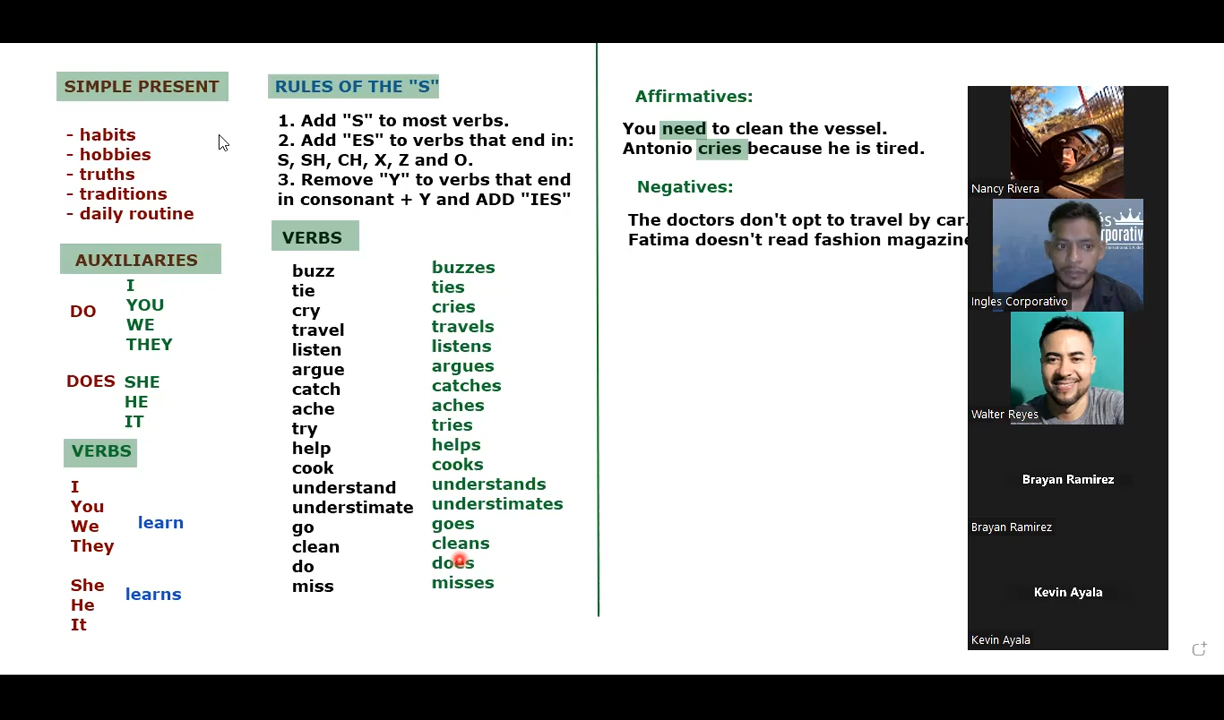 SIMPLE PRESENT
- habits
- hobbies
- truths
- traditions
- daily routine
AUXILIARIES
DO
I
YOU
WE
THEY
DOES
SHE
HE
IT
VERBS
I
You
We
They
learn
She
He
It
learns
RULES OF THE "S"
1. Add "S" to most verbs.
2. Add "ES" to verbs that end in:
S, SH, CH, X, Z and O.
3. Remove "Y" to verbs that end
in consonant + Y and ADD "IES"
VERBS
buzz buzzes
tie ties
cry cries
travel travels
listen listens
argue argues
catch catches
ache aches
try tries
help helps
cook cooks
understand understands
understimate understimates
go goes
clean cleans
do does
miss misses
Affirmatives:
You need to clean the vessel.
Antonio cries because he is tired.
Negatives:
The doctors don't opt to travel by car.
Fatima doesn't read fashion magazine
Nancy Rivera
és
orporativ
Ingles Corporativo
Walter Reyes
Brayan Ramirez
Brayan Ramirez
Kevin Ayala
Kevin Ayala